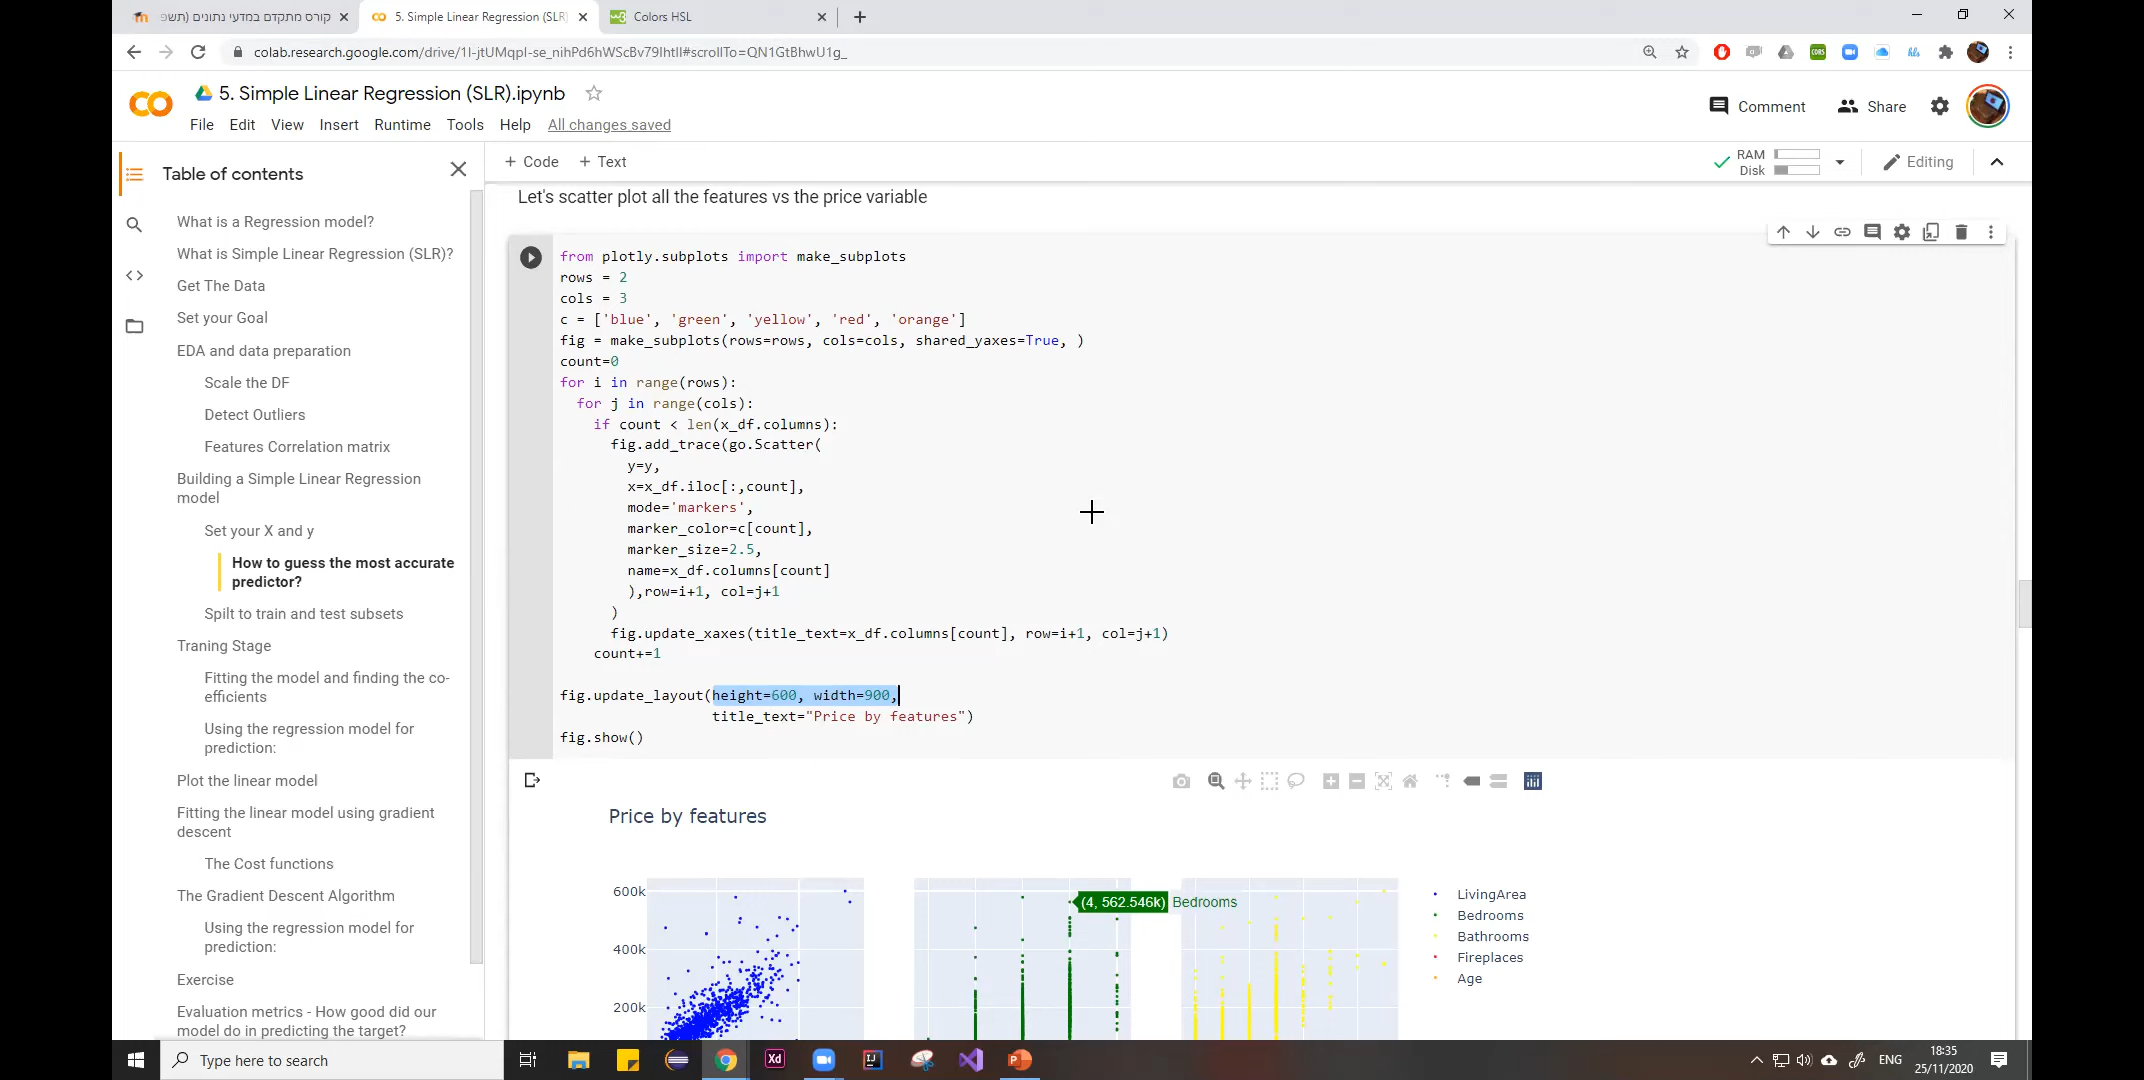 קורס מתקדם במדעי נתונים (תשפ
5. Simple Linear Regression (SLR)
Colors HSL
colab.research.google.com/drive/1I-jtUMqpI-se_nihPd6hWScBv79IhtlI#scrollTo=QN1GtBhwU1g_
5. Simple Linear Regression (SLR).ipynb
Comment
Share
File Edit View Insert Runtime Tools Help All changes saved
Table of contents
+ Code + Text
RAM
Disk
Editing
What is a Regression model?
What is Simple Linear Regression (SLR)?
Get The Data
Set your Goal
EDA and data preparation
Scale the DF
Detect Outliers
Features Correlation matrix
Building a Simple Linear Regression
model
Set your X and y
How to guess the most accurate
predictor?
Spilt to train and test subsets
Traning Stage
Fitting the model and finding the co-
efficients
Using the regression model for
prediction:
Plot the linear model
Fitting the linear model using gradient
descent
The Cost functions
The Gradient Descent Algorithm
Using the regression model for
prediction:
Exercise
Evaluation metrics - How good did our
model do in predicting the target?
Let's scatter plot all the features vs the price variable
from plotly.subplots import make_subplots
rows = 2
cols = 3
c = ['blue', 'green', 'yellow', 'red', 'orange']
fig = make_subplots(rows=rows, cols=cols, shared_yaxes=True, )
count=0
for i in range(rows):
  for j in range(cols):
    if count < len(x_df.columns):
      fig.add_trace(go.Scatter(
        y=y,
        x=x_df.iloc[:,count],
        mode='markers',
        marker_color=c[count],
        marker_size=2.5,
        name=x_df.columns[count]
        ),row=i+1, col=j+1
      )
      fig.update_xaxes(title_text=x_df.columns[count], row=i+1, col=j+1)
    count+=1
fig.update_layout(height=600, width=900,
                  title_text="Price by features")
fig.show()
Price by features
600k
400k
200k
(4, 562.546k) Bedrooms
LivingArea
Bedrooms
Bathrooms
Fireplaces
Age
Type here to search
Xd
ENG
18:35
25/11/2020